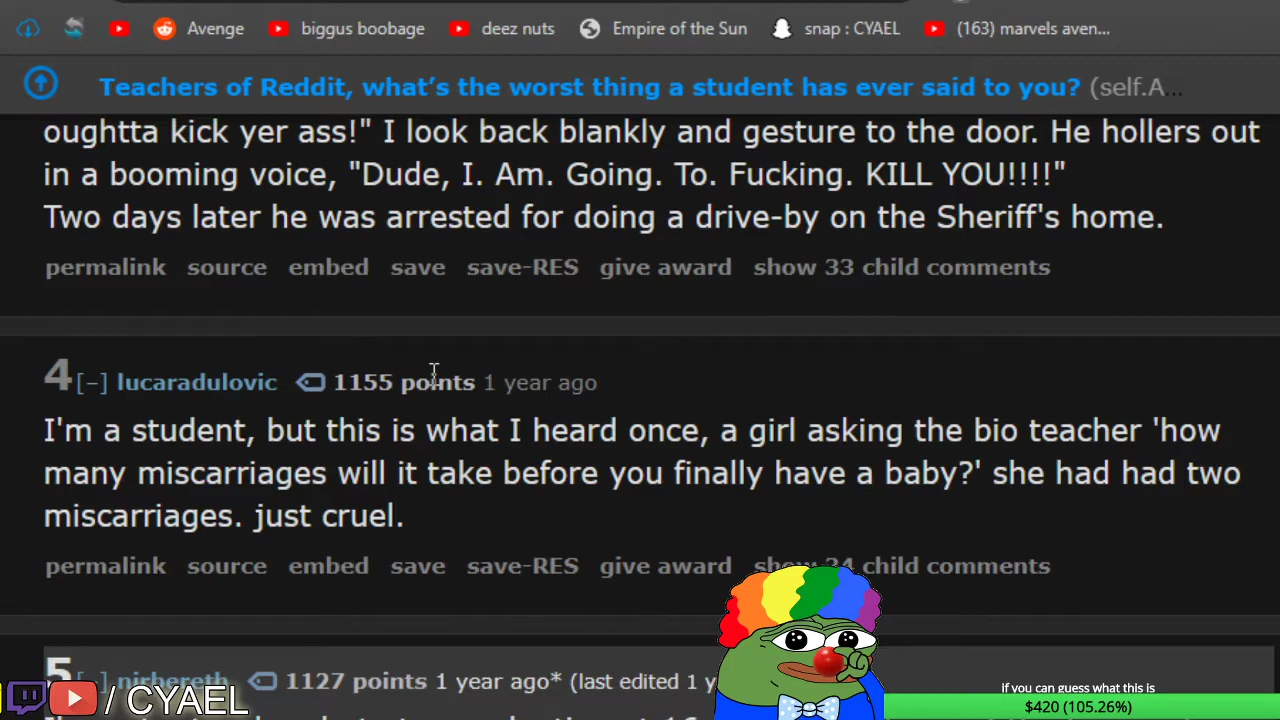 Avenge biggus boobage deez nuts Empire of the Sun snap : CYAEL (163) marvels aven...
Teachers of Reddit, what's the worst thing a student has ever said to you? (self.A...
oughtta kick yer ass!" I look back blankly and gesture to the door. He hollers out
in a booming voice, "Dude, I. Am. Going. To. Fucking. KILL YOU!!!!"
Two days later he was arrested for doing a drive-by on the Sheriff's home.
permalink source embed save save-RES give award show 33 child comments
4 [–] lucaradulovic 1155 points 1 year ago
I'm a student, but this is what I heard once, a girl asking the bio teacher 'how
many miscarriages will it take before you finally have a baby?' she had had two
miscarriages. just cruel.
permalink source embed save save-RES give award show 34 child comments
5 [–] nirbereth 1127 points 1 year ago* (last edited 1 y
/ CYAEL
if you can guess what this is
$420 (105.26%)